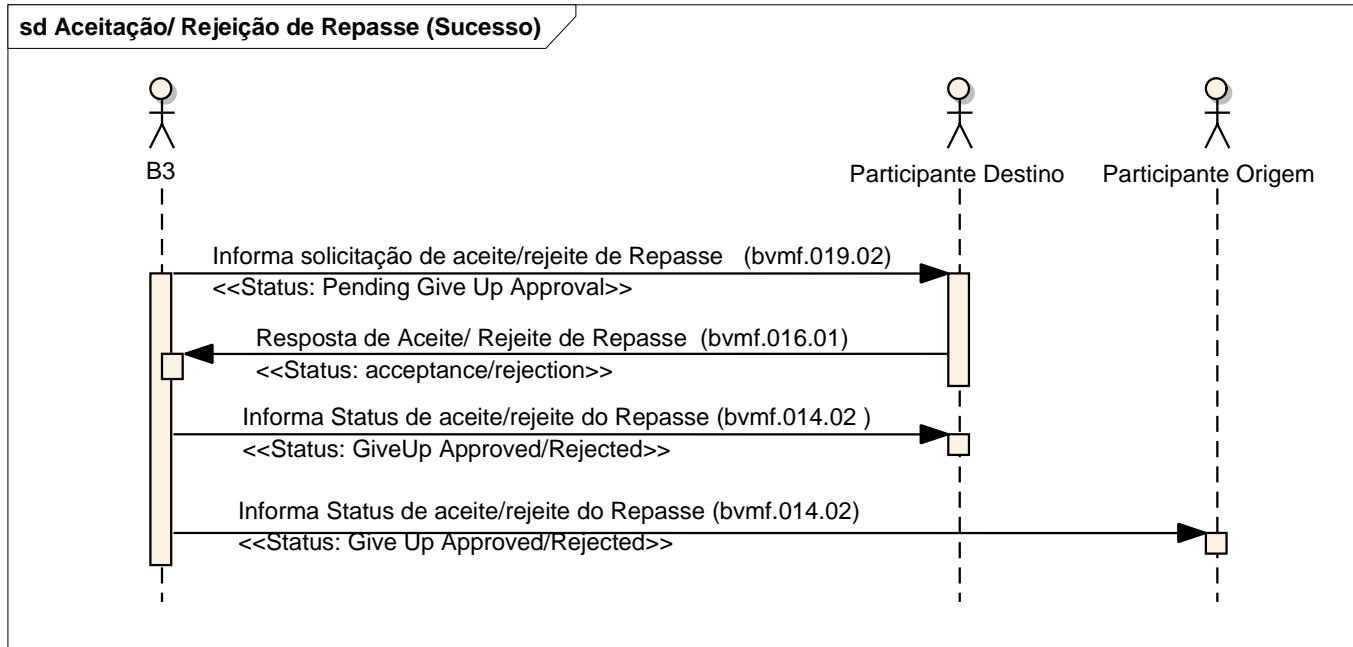 sd Aceitação/ Rejeição de Repasse (Sucesso)
B3
Participante Destino
Participante Origem
Informa solicitação de aceite/rejeite de Repasse (bvmf.019.02)
<<Status: Pending Give Up Approval>>
Resposta de Aceite/ Rejeite de Repasse (bvmf.016.01)
<<Status: acceptance/rejection>>
Informa Status de aceite/rejeite do Repasse (bvmf.014.02 )
<<Status: GiveUp Approved/Rejected>>
Informa Status de aceite/rejeite do Repasse (bvmf.014.02)
<<Status: Give Up Approved/Rejected>>